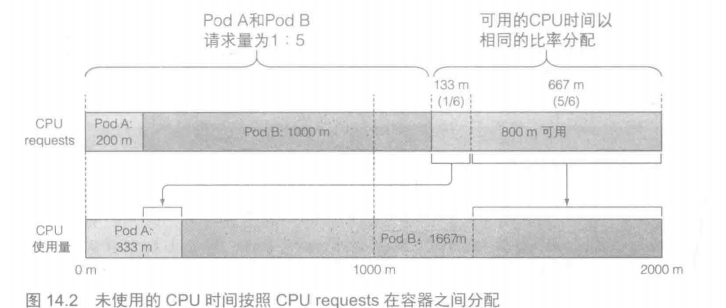 Pod A和Pod B
请求量为1：5
可用的CPU时间以
相同的比率分配
133 m
(1/6)
667 m
(5/6)
CPU
requests
Pod A:
200 m
Pod B: 1000 m
800 m 可用
CPU
使用量
Pod A:
333 m
Pod B：1667m
0 m
1000 m
2000 m
图 14.2 未使用的 CPU 时间按照 CPU requests 在容器之间分配